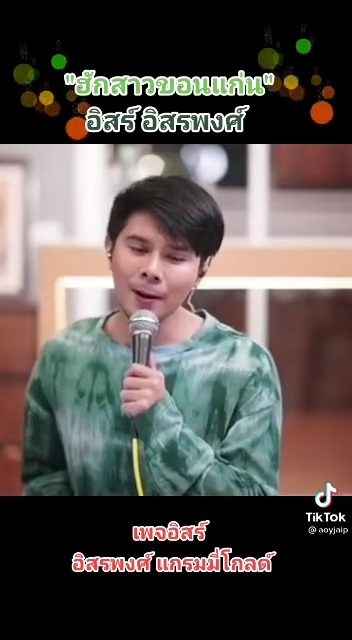 "ฮักสาวขอนแก่น"
อิสร์ อิสรพงศ์
TikTok
@aoyjaip
เพจอิสร์
อิสรพงศ์ แกรมมี่โกลด์